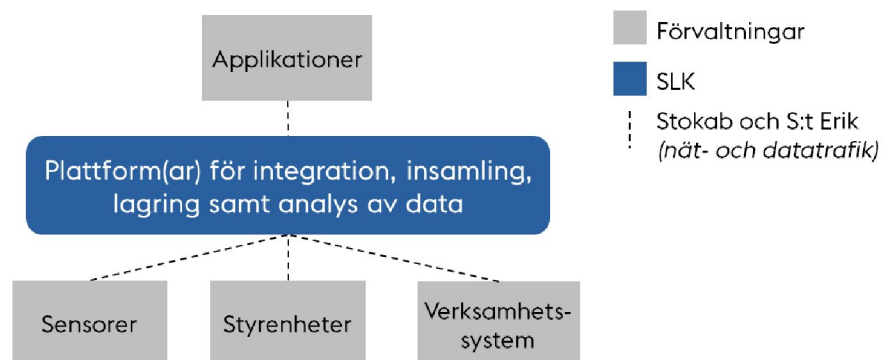 Applikationer
Plattform(ar) för integration, insamling,
lagring samt analys av data
Sensorer
Styrenheter
Verksamhets-
system
Förvaltningar
SLK
Stokab och S:t Erik
(nät- och datatrafik)